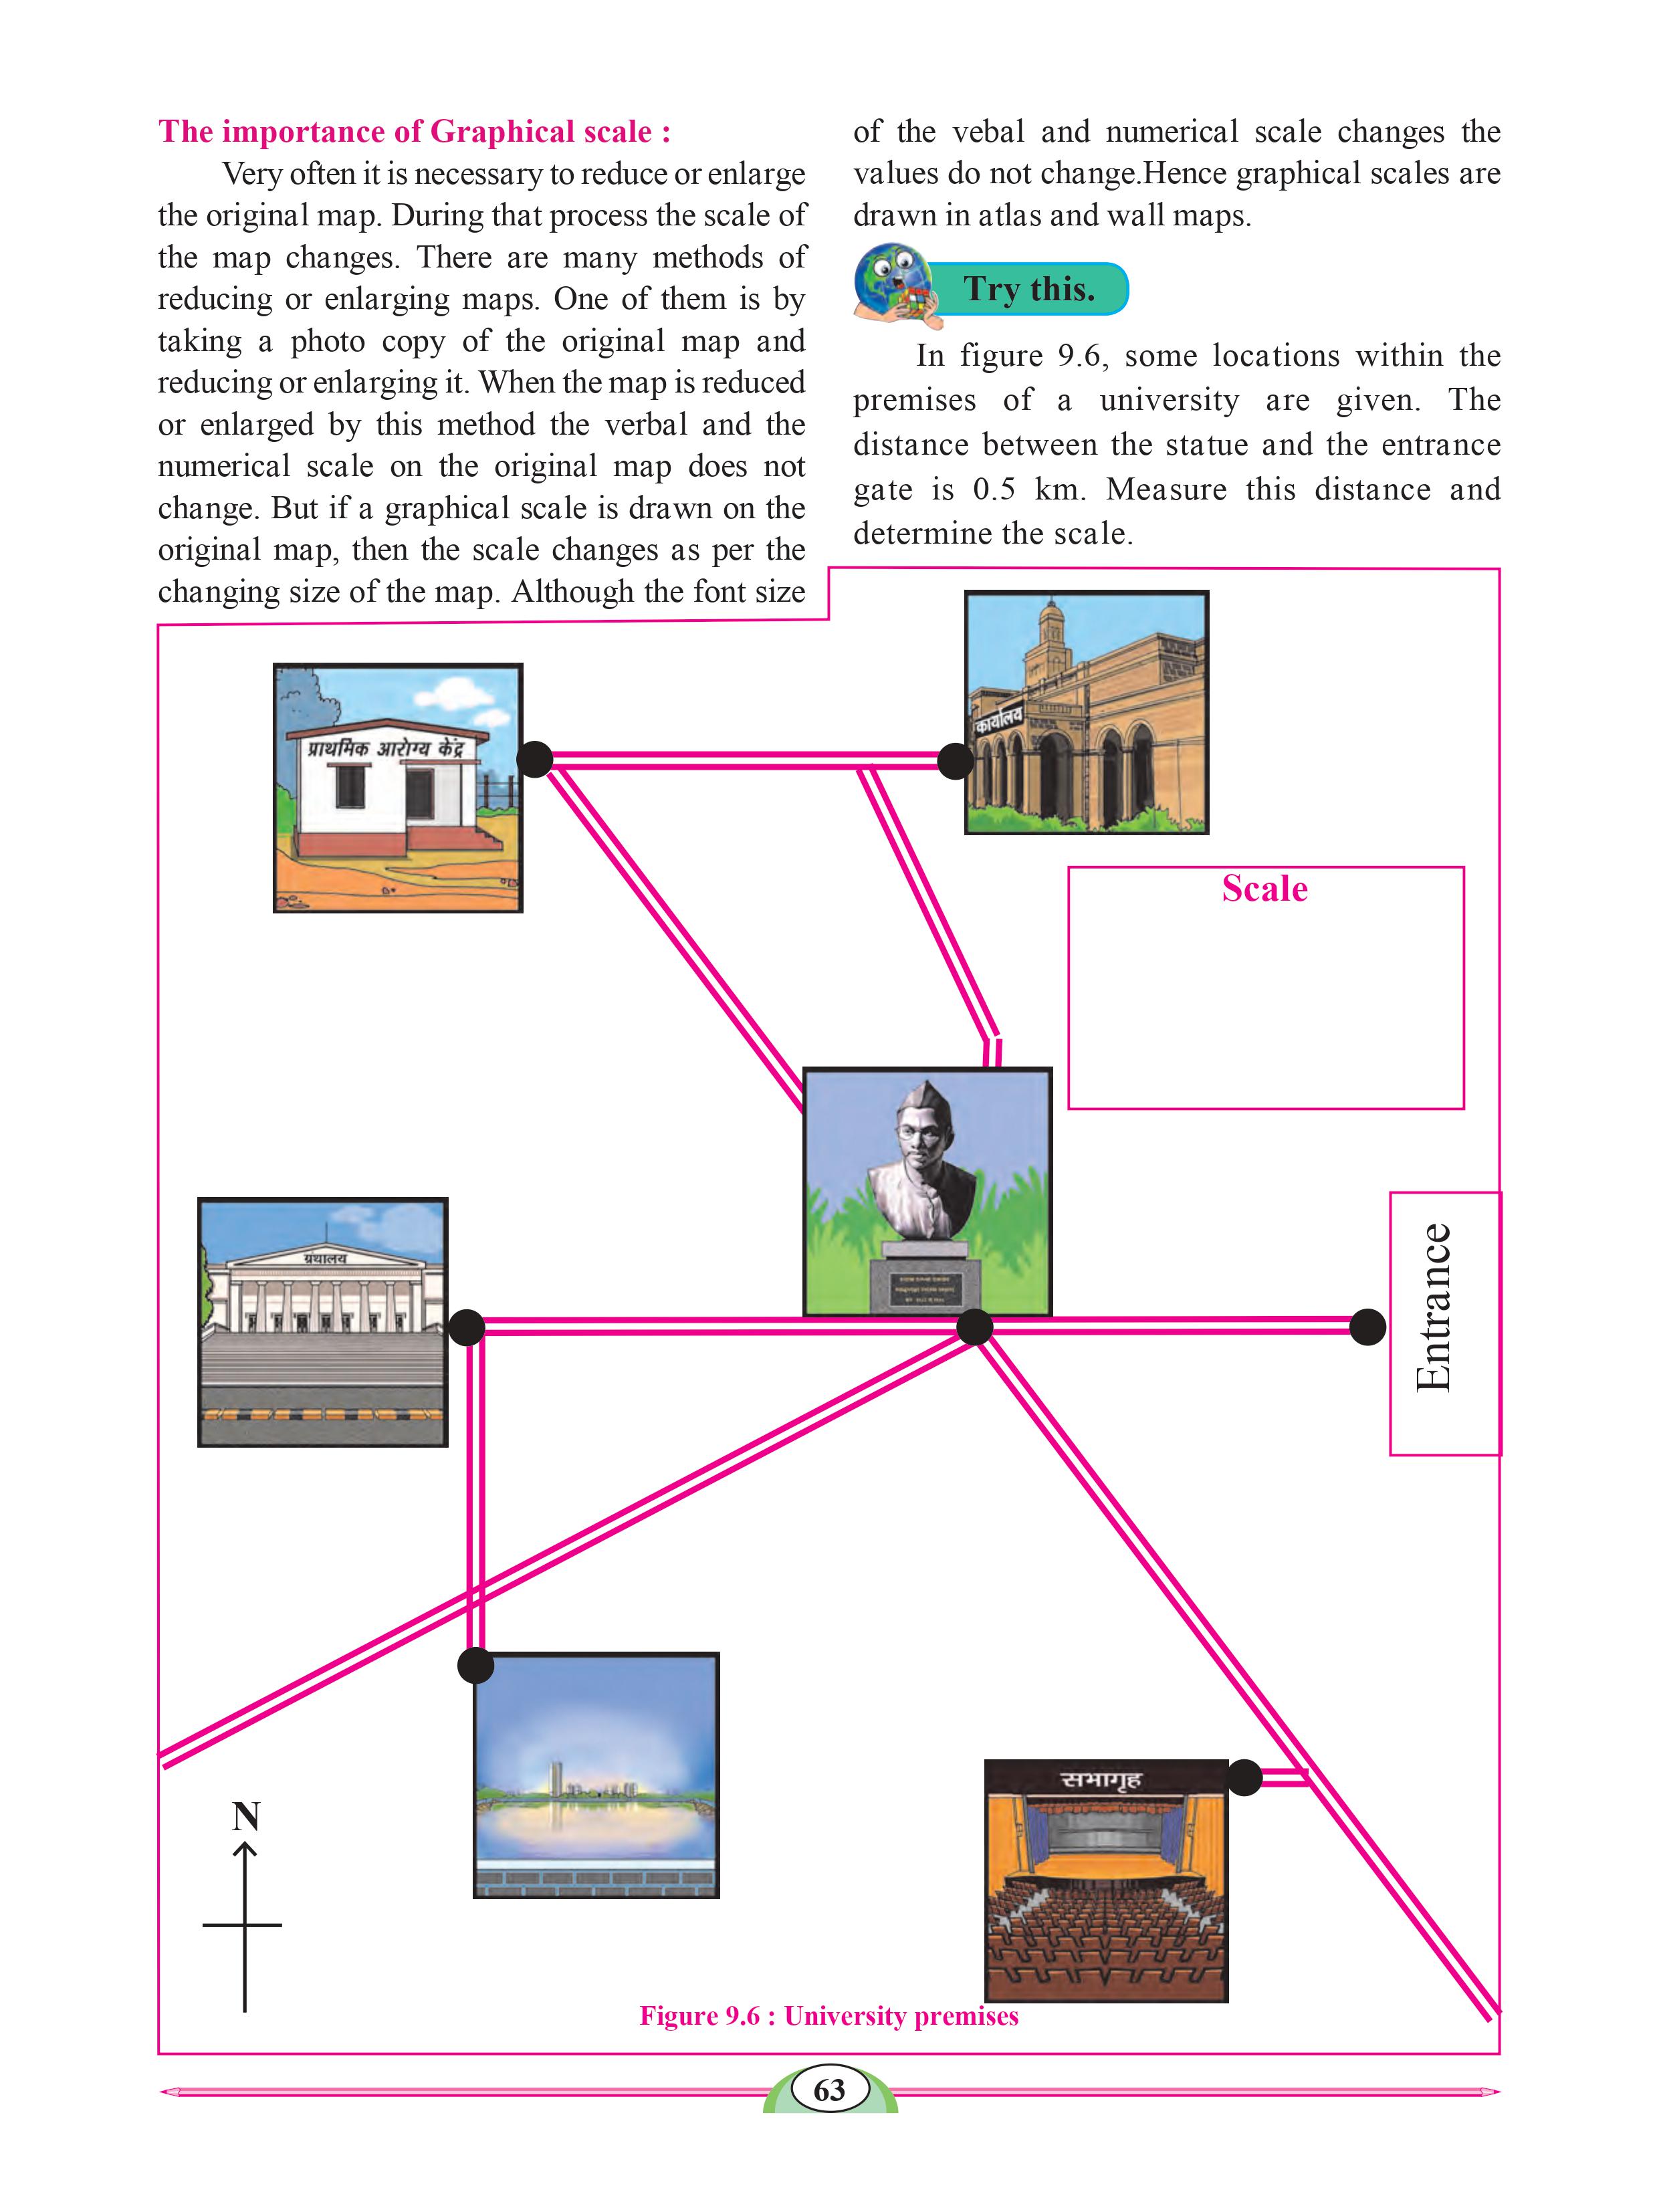 The importance of Graphical scale :
Very often it is necessary to reduce or enlarge
the original map. During that process the scale of
the map changes. There are many methods of
reducing or enlarging maps. One of them is by
taking a photo copy of the original map and
reducing or enlarging it. When the map is reduced
or enlarged by this method the verbal and the
numerical scale on the original map does not
change. But if a graphical scale is drawn on the
original map, then the scale changes as per the
changing size of the map. Although the font size
of the vebal and numerical scale changes the
values do not change.Hence graphical scales are
drawn in atlas and wall maps.
Try this.
In figure 9.6, some locations within the
premises of a university are given. The
distance between the statue and the entrance
gate is 0.5 km. Measure this distance and
determine the scale.
प्राथमिक आरोग्य केंद्र
कार्यालय
Scale
ग्रंथालय
Entrance
सभागृह
N
Figure 9.6 : University premises
63